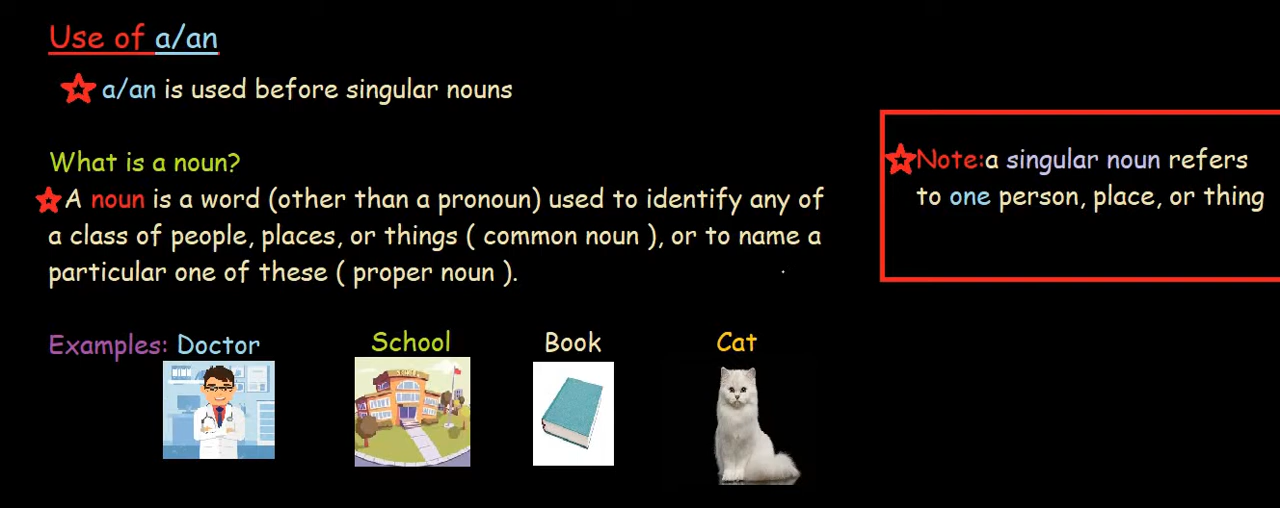 Use of a/an
a/an is used before singular nouns
What is a noun?
A noun is a word (other than a pronoun) used to identify any of
a class of people, places, or things ( common noun ), or to name a
particular one of these ( proper noun ).
Note:a singular noun refers
to one person, place, or thing
Examples: Doctor School Book Cat